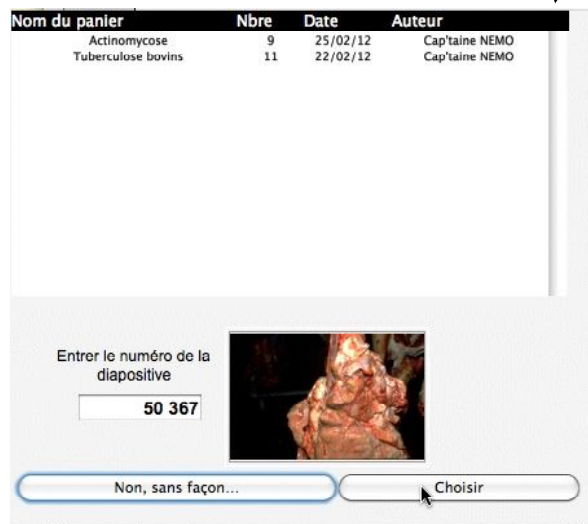 Nom du panier Nbre Date Auteur
Actinomycose 9 25/02/12 Cap'taine NEMO
Tuberculose bovins 11 22/02/12 Cap'taine NEMO
Entrer le numéro de la
diapositive
50 367
Non, sans façon... Choisir